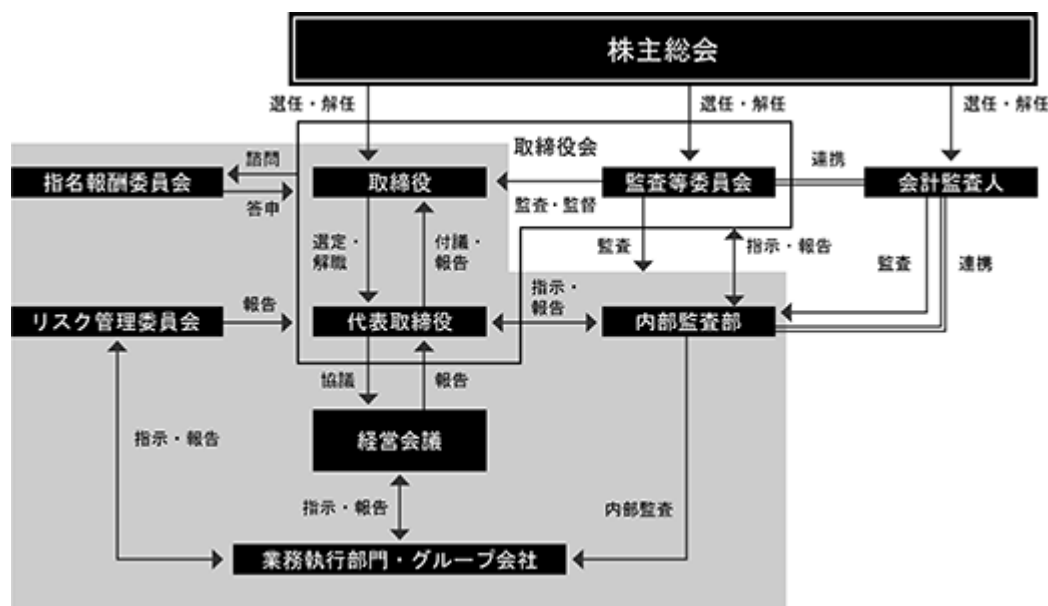 株主総会
選任・解任
選任・解任
選任・解任
取締役会
諮問
連携
指名報酬委員会
取締役
監査等委員会
会計監査人
答申
監査・監督
選定・
解職
付議・
報告
監査
指示・報告
監査
連携
指示・
報告
報告
リスク管理委員会
代表取締役
内部監査部
協議
報告
指示・報告
経営会議
指示・報告
内部監査
業務執行部門・グループ会社